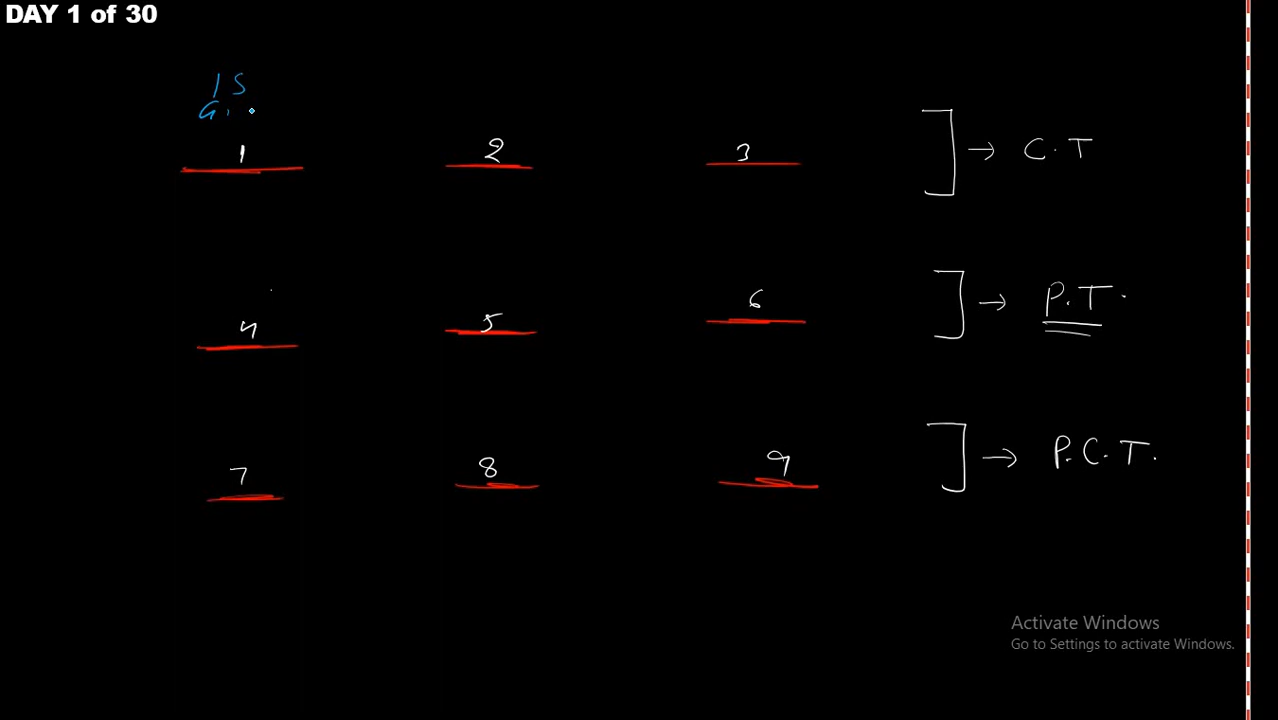 DAY 1 of 30
1 S
G.
1 2 3 → C.T
4 5 6 → P.T.
7 8 9 → P.C.T.
Activate Windows
Go to Settings to activate Windows.